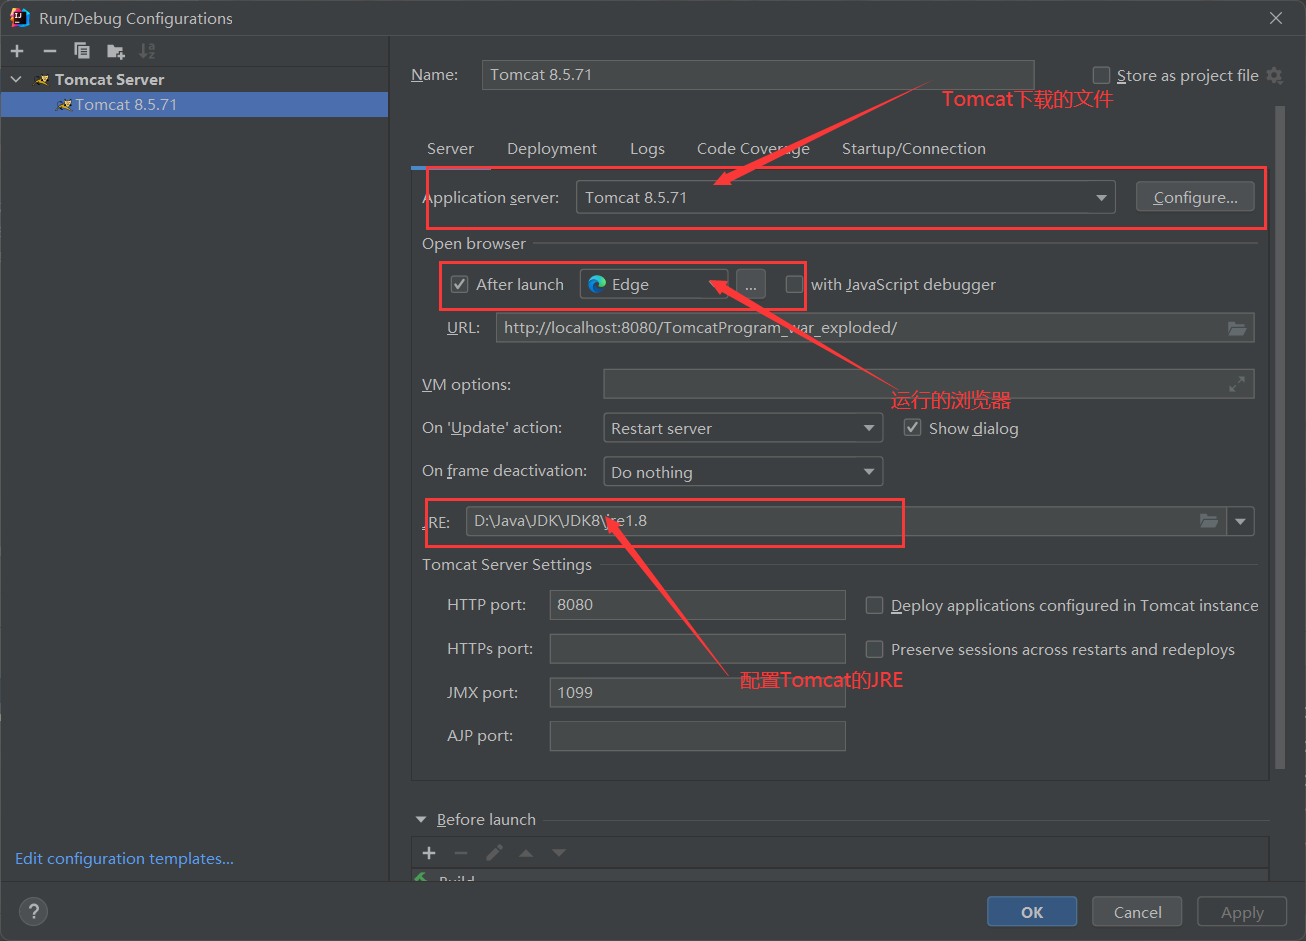 Run/Debug Configurations
Tomcat Server
Tomcat 8.5.71
Name: Tomcat 8.5.71 Store as project file
Tomcat下载的文件
Server Deployment Logs Code Coverage Startup/Connection
Application server: Tomcat 8.5.71 Configure...
Open browser
After launch Edge ... with JavaScript debugger
URL: http://localhost:8080/TomcatProgram_war_exploded/
VM options:
运行的浏览器
On 'Update' action: Restart server Show dialog
On frame deactivation: Do nothing
JRE: D:\Java\JDK\JDK8\jre1.8
Tomcat Server Settings
HTTP port: 8080 Deploy applications configured in Tomcat instance
HTTPs port: Preserve sessions across restarts and redeploys
配置Tomcat的JRE
JMX port: 1099
AJP port:
Before launch
Build
Edit configuration templates...
? OK Cancel Apply